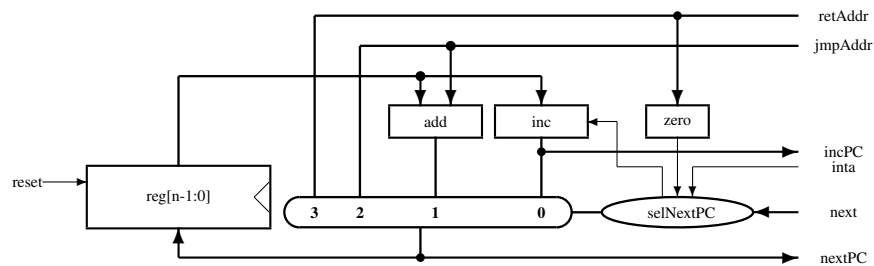 retAddr
jmpAddr
add
inc
zero
incPC
inta
reset
reg[n-1:0]
3 2 1 0
selNextPC
next
nextPC